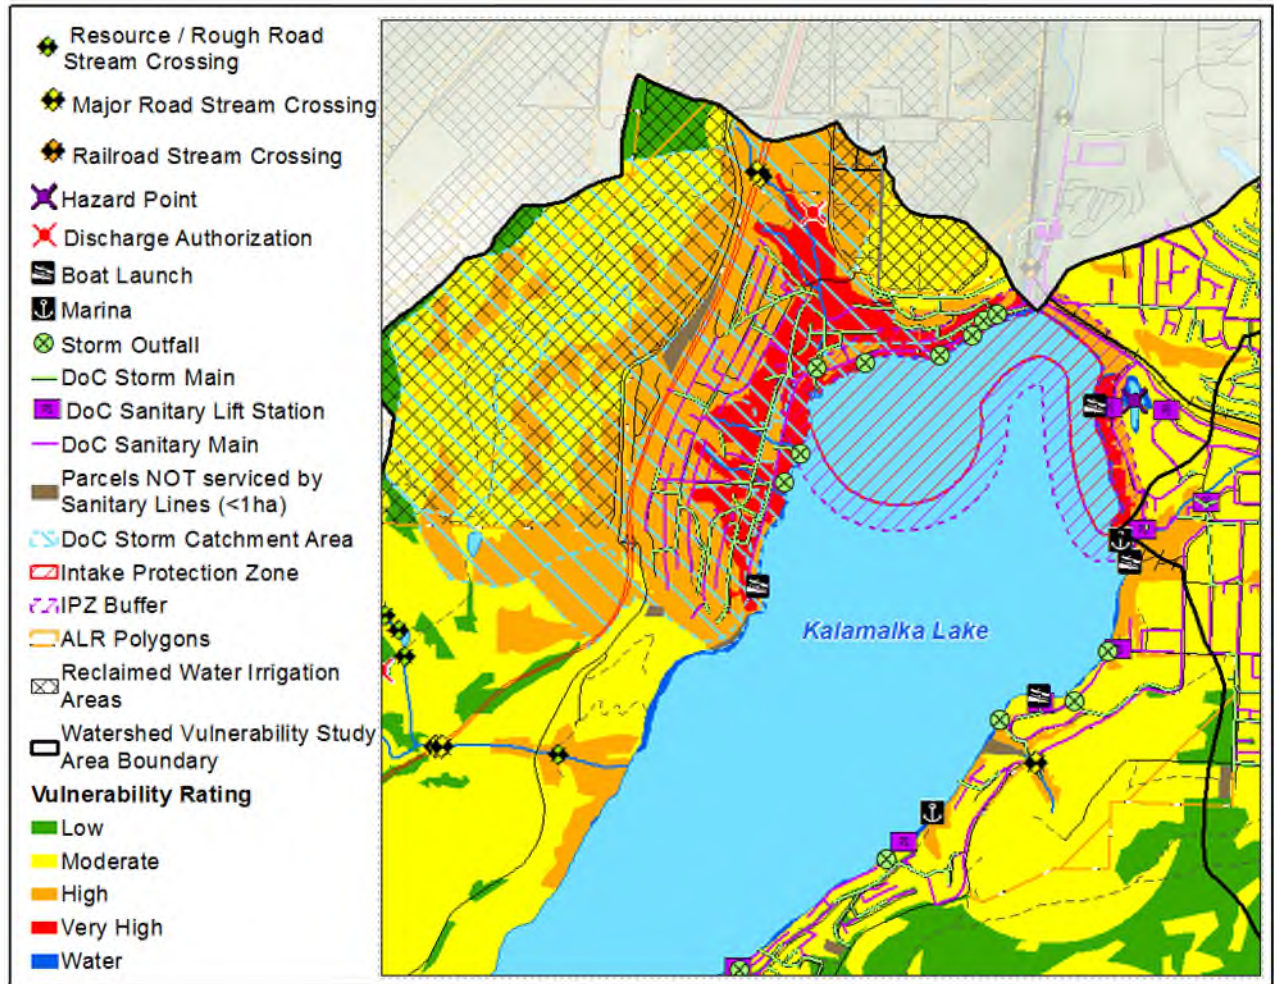 Resource / Rough Road
Stream Crossing
Major Road Stream Crossing
Railroad Stream Crossing
Hazard Point
Discharge Authorization
Boat Launch
Marina
Storm Outfall
DoC Storm Main
DoC Sanitary Lift Station
DoC Sanitary Main
Parcels NOT serviced by
Sanitary Lines (<1ha)
DoC Storm Catchment Area
Intake Protection Zone
IPZ Buffer
ALR Polygons
Reclaimed Water Irrigation
Areas
Watershed Vulnerability Study
Area Boundary
Vulnerability Rating
Low
Moderate
High
Very High
Water
Kalamalka Lake